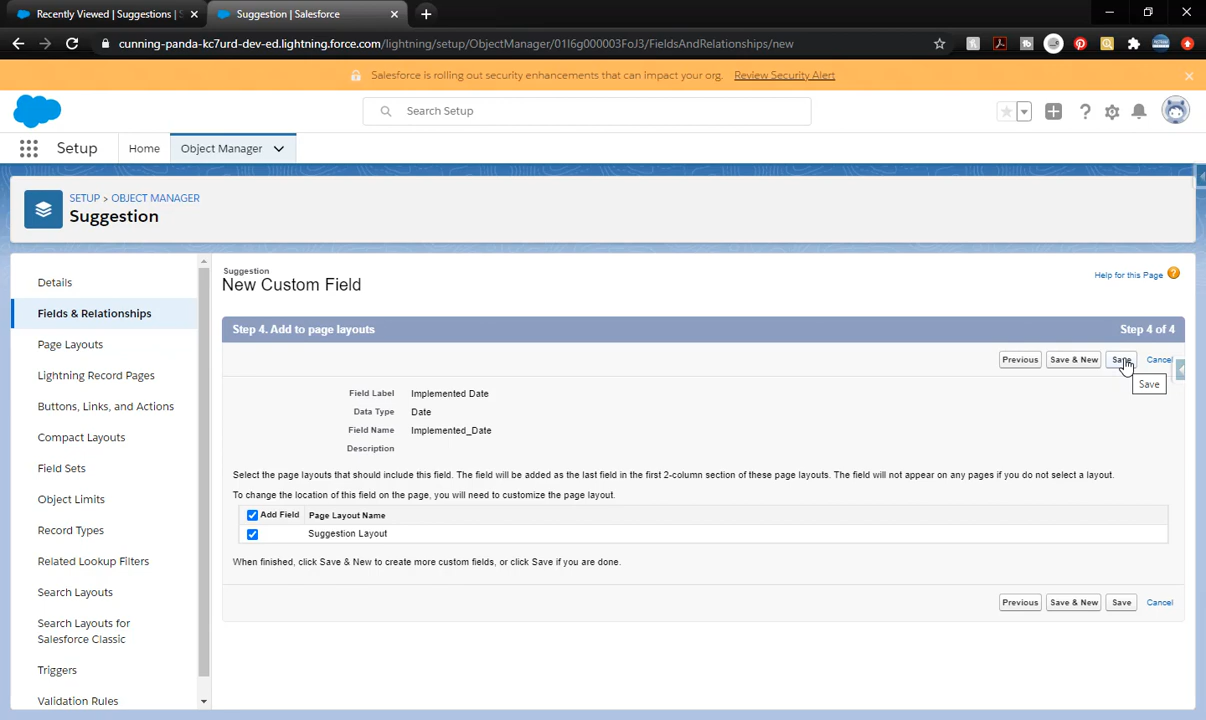 Recently Viewed | Suggestions | S
Suggestion | Salesforce
cunning-panda-kc7urd-dev-ed.lightning.force.com/lightning/setup/ObjectManager/01I6g000003FoJ3/FieldsAndRelationships/new
Salesforce is rolling out security enhancements that can impact your org. Review Security Alert
Search Setup
Setup
Home
Object Manager
SETUP > OBJECT MANAGER
Suggestion
Details
Fields & Relationships
Page Layouts
Lightning Record Pages
Buttons, Links, and Actions
Compact Layouts
Field Sets
Object Limits
Record Types
Related Lookup Filters
Search Layouts
Search Layouts for
Salesforce Classic
Triggers
Validation Rules
Suggestion
New Custom Field
Help for this Page
Step 4. Add to page layouts
Step 4 of 4
Previous
Save & New
Save
Cancel
Save
Field Label Implemented Date
Data Type Date
Field Name Implemented_Date
Description
Select the page layouts that should include this field. The field will be added as the last field in the first 2-column section of these page layouts. The field will not appear on any pages if you do not select a layout.
To change the location of this field on the page, you will need to customize the page layout.
Add Field Page Layout Name
Suggestion Layout
When finished, click Save & New to create more custom fields, or click Save if you are done.
Previous
Save & New
Save
Cancel